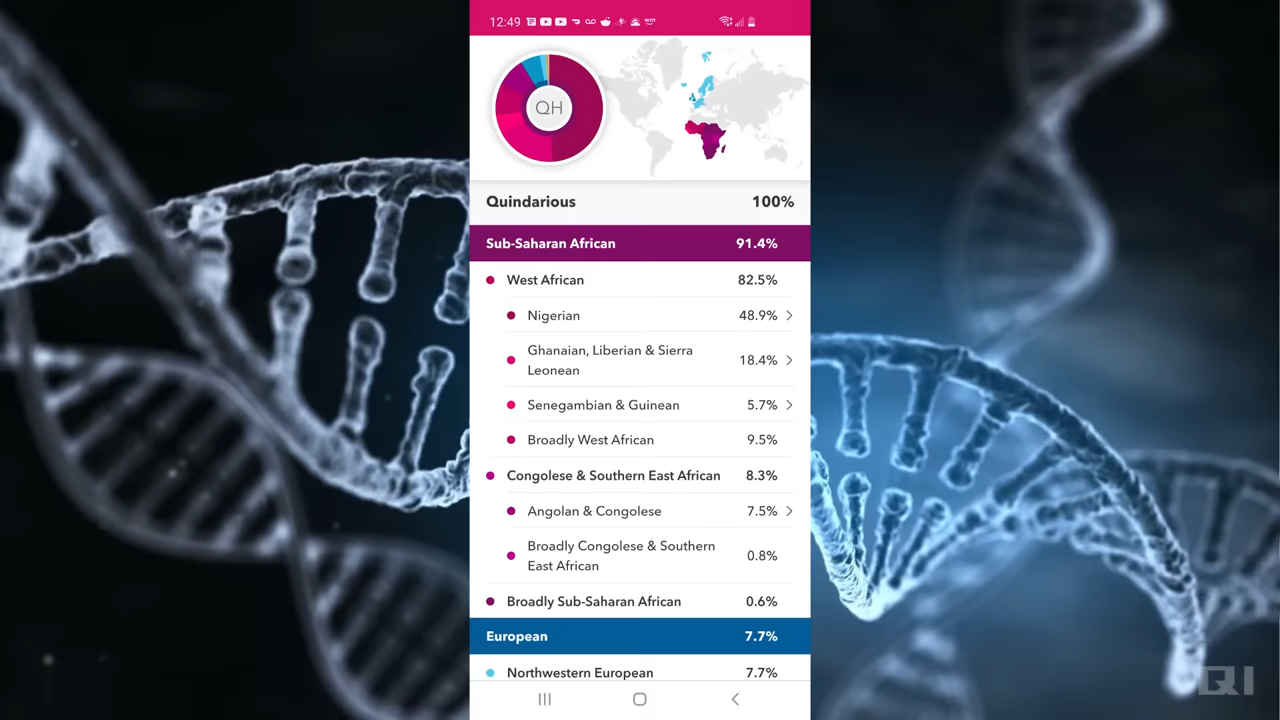 12:49
QH
Quindarious 100%
Sub-Saharan African 91.4%
West African 82.5%
Nigerian 48.9%
Ghanaian, Liberian & Sierra
Leonean 18.4%
Senegambian & Guinean 5.7%
Broadly West African 9.5%
Congolese & Southern East African 8.3%
Angolan & Congolese 7.5%
Broadly Congolese & Southern
East African 0.8%
Broadly Sub-Saharan African 0.6%
European 7.7%
Northwestern European 7.7%
QI